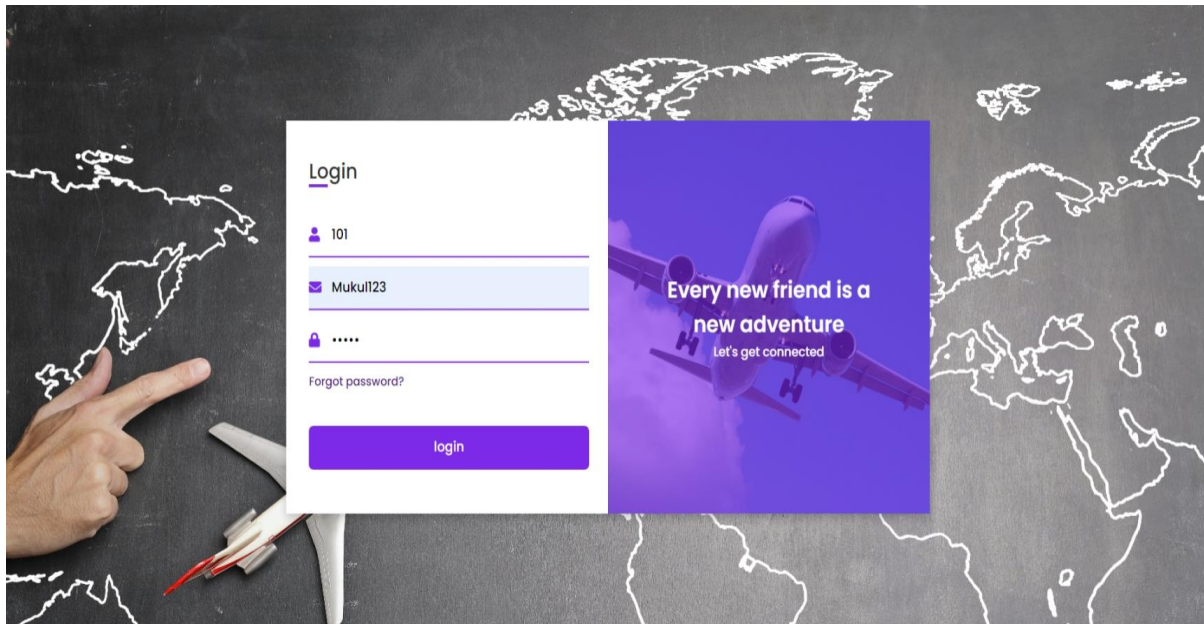 Login
101
Mukul123
•••••
Forgot password?
login
Every new friend is a
new adventure
Let's get connected